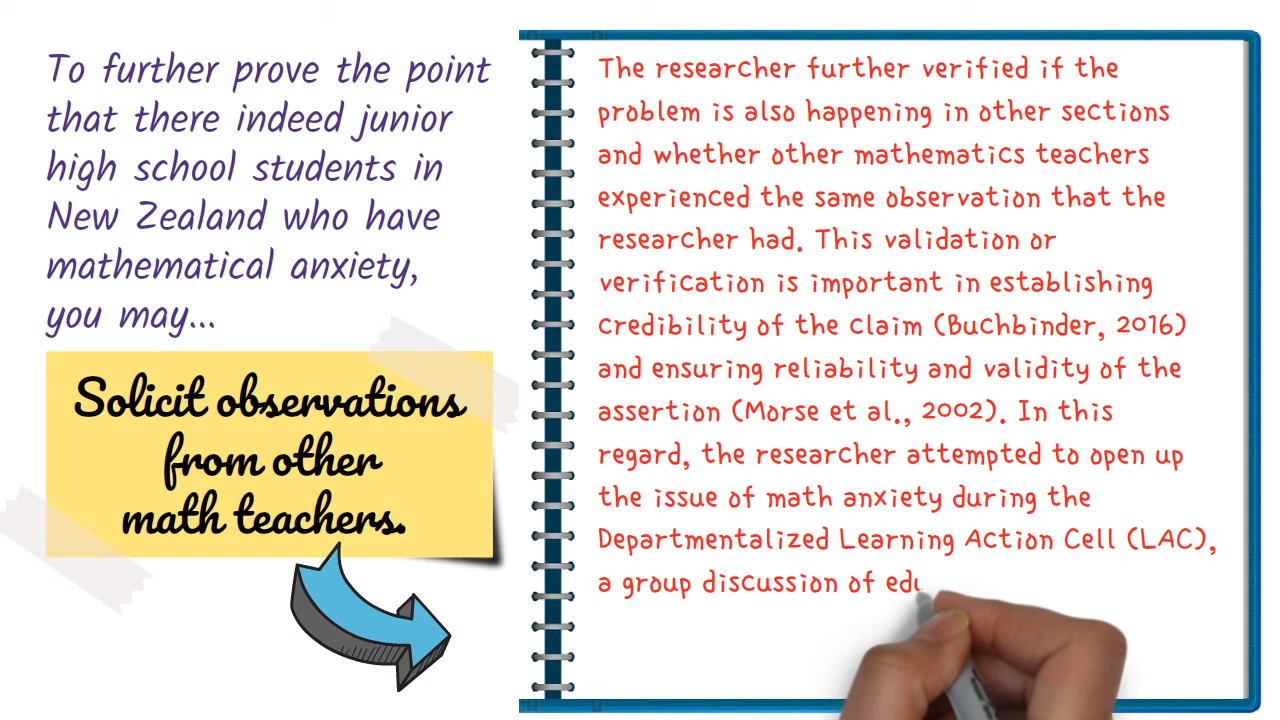 To further prove the point
that there indeed junior
high school students in
New Zealand who have
mathematical anxiety,
you may...
Solicit observations
from other
math teachers.
The researcher further verified if the
problem is also happening in other sections
and whether other mathematics teachers
experienced the same observation that the
researcher had. This validation or
verification is important in establishing
credibility of the claim (Buchbinder, 2016)
and ensuring reliability and validity of the
assertion (Morse et al., 2002). In this
regard, the researcher attempted to open up
the issue of math anxiety during the
Departmentalized Learning Action Cell (LAC),
a group discussion of edu